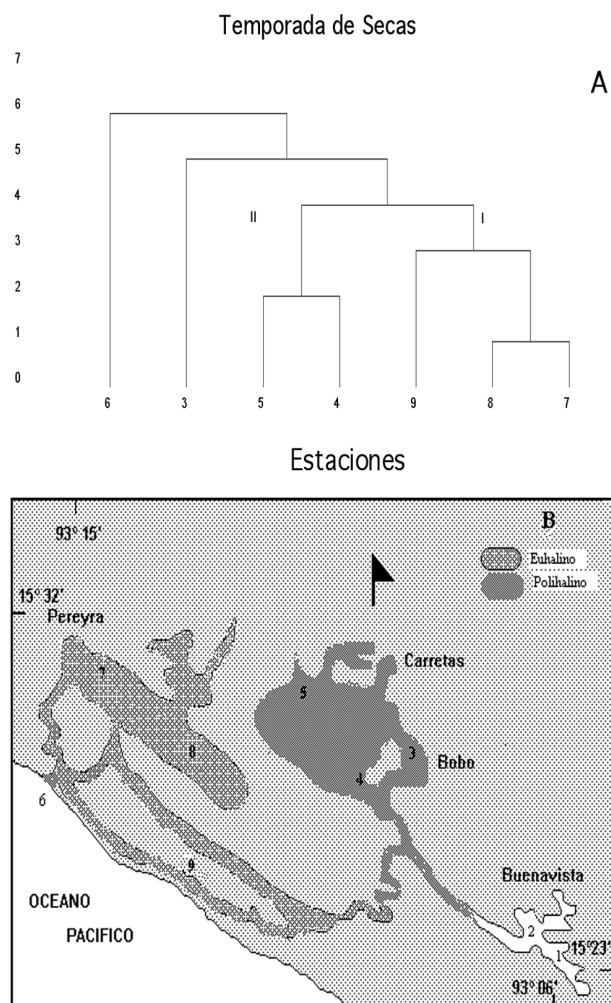 Temporada de Secas
A
7
6
5
4
3
2
1
0
II
I
6 3 5 4 9 8 7
Estaciones
B
93° 15'
Euhalino
Polihalino
15° 32'
Pereyra
Carretas
7
5
8
3
4
Bobo
6
9
Buenavista
OCEANO
PACIFICO
2
1
15°23'
93° 06'